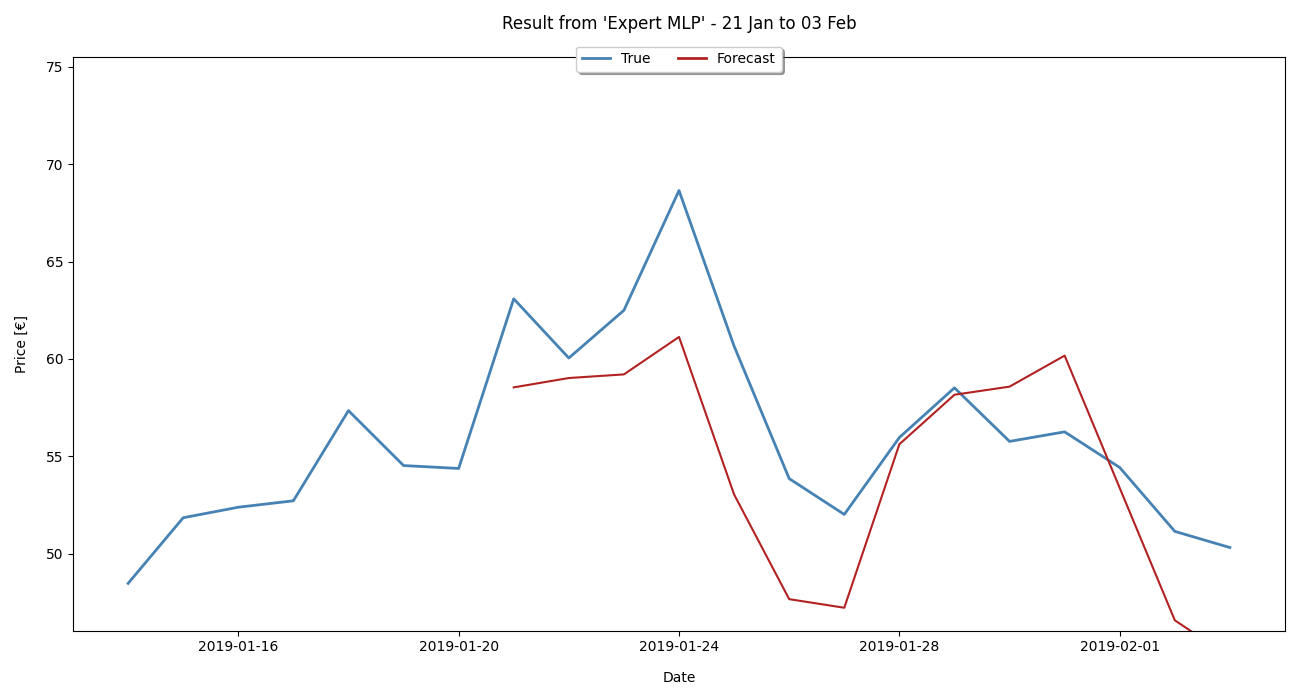 Result from 'Expert MLP' - 21 Jan to 03 Feb
True Forecast
75
70
65
60
55
50
Price [€]
2019-01-16 2019-01-20 2019-01-24 2019-01-28 2019-02-01
Date